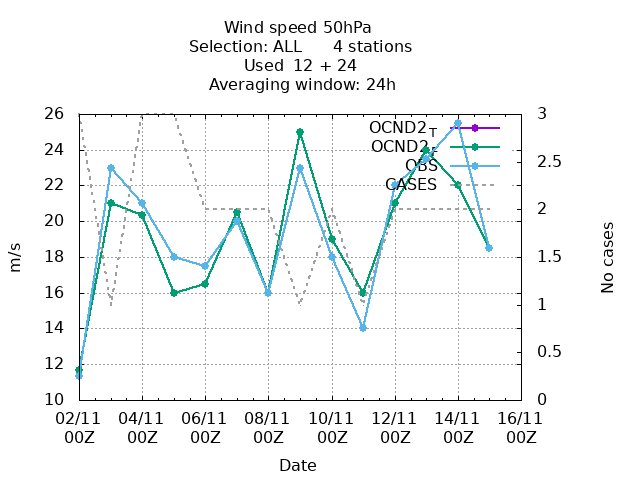 Wind speed 50hPa
Selection: ALL 4 stations
Used 12 + 24
Averaging window: 24h
26 3
OCND2 T
24
OCND2
2.5
OBS
22
CASES
20 2
18 1.5
16
14 1
12 0.5
10 0
m/s
No cases
02/11 04/11 06/11 08/11 10/11 12/11 14/11 16/11
00Z 00Z 00Z 00Z 00Z 00Z 00Z 00Z
Date